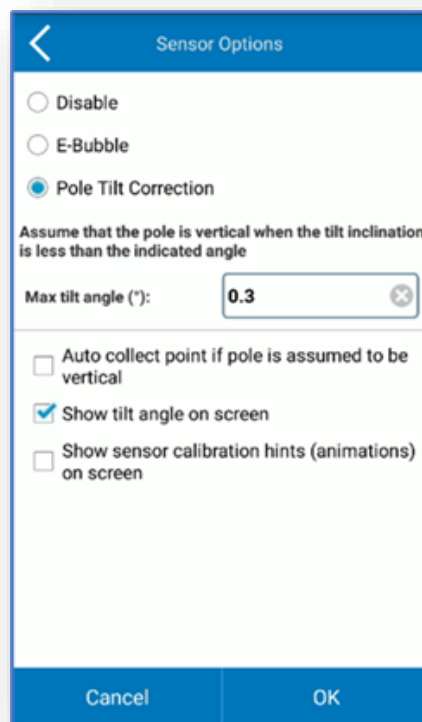 Sensor Options
Disable
E-Bubble
Pole Tilt Correction
Assume that the pole is vertical when the tilt inclination
is less than the indicated angle
Max tilt angle (°):
0.3
Auto collect point if pole is assumed to be
vertical
Show tilt angle on screen
Show sensor calibration hints (animations)
on screen
Cancel
OK